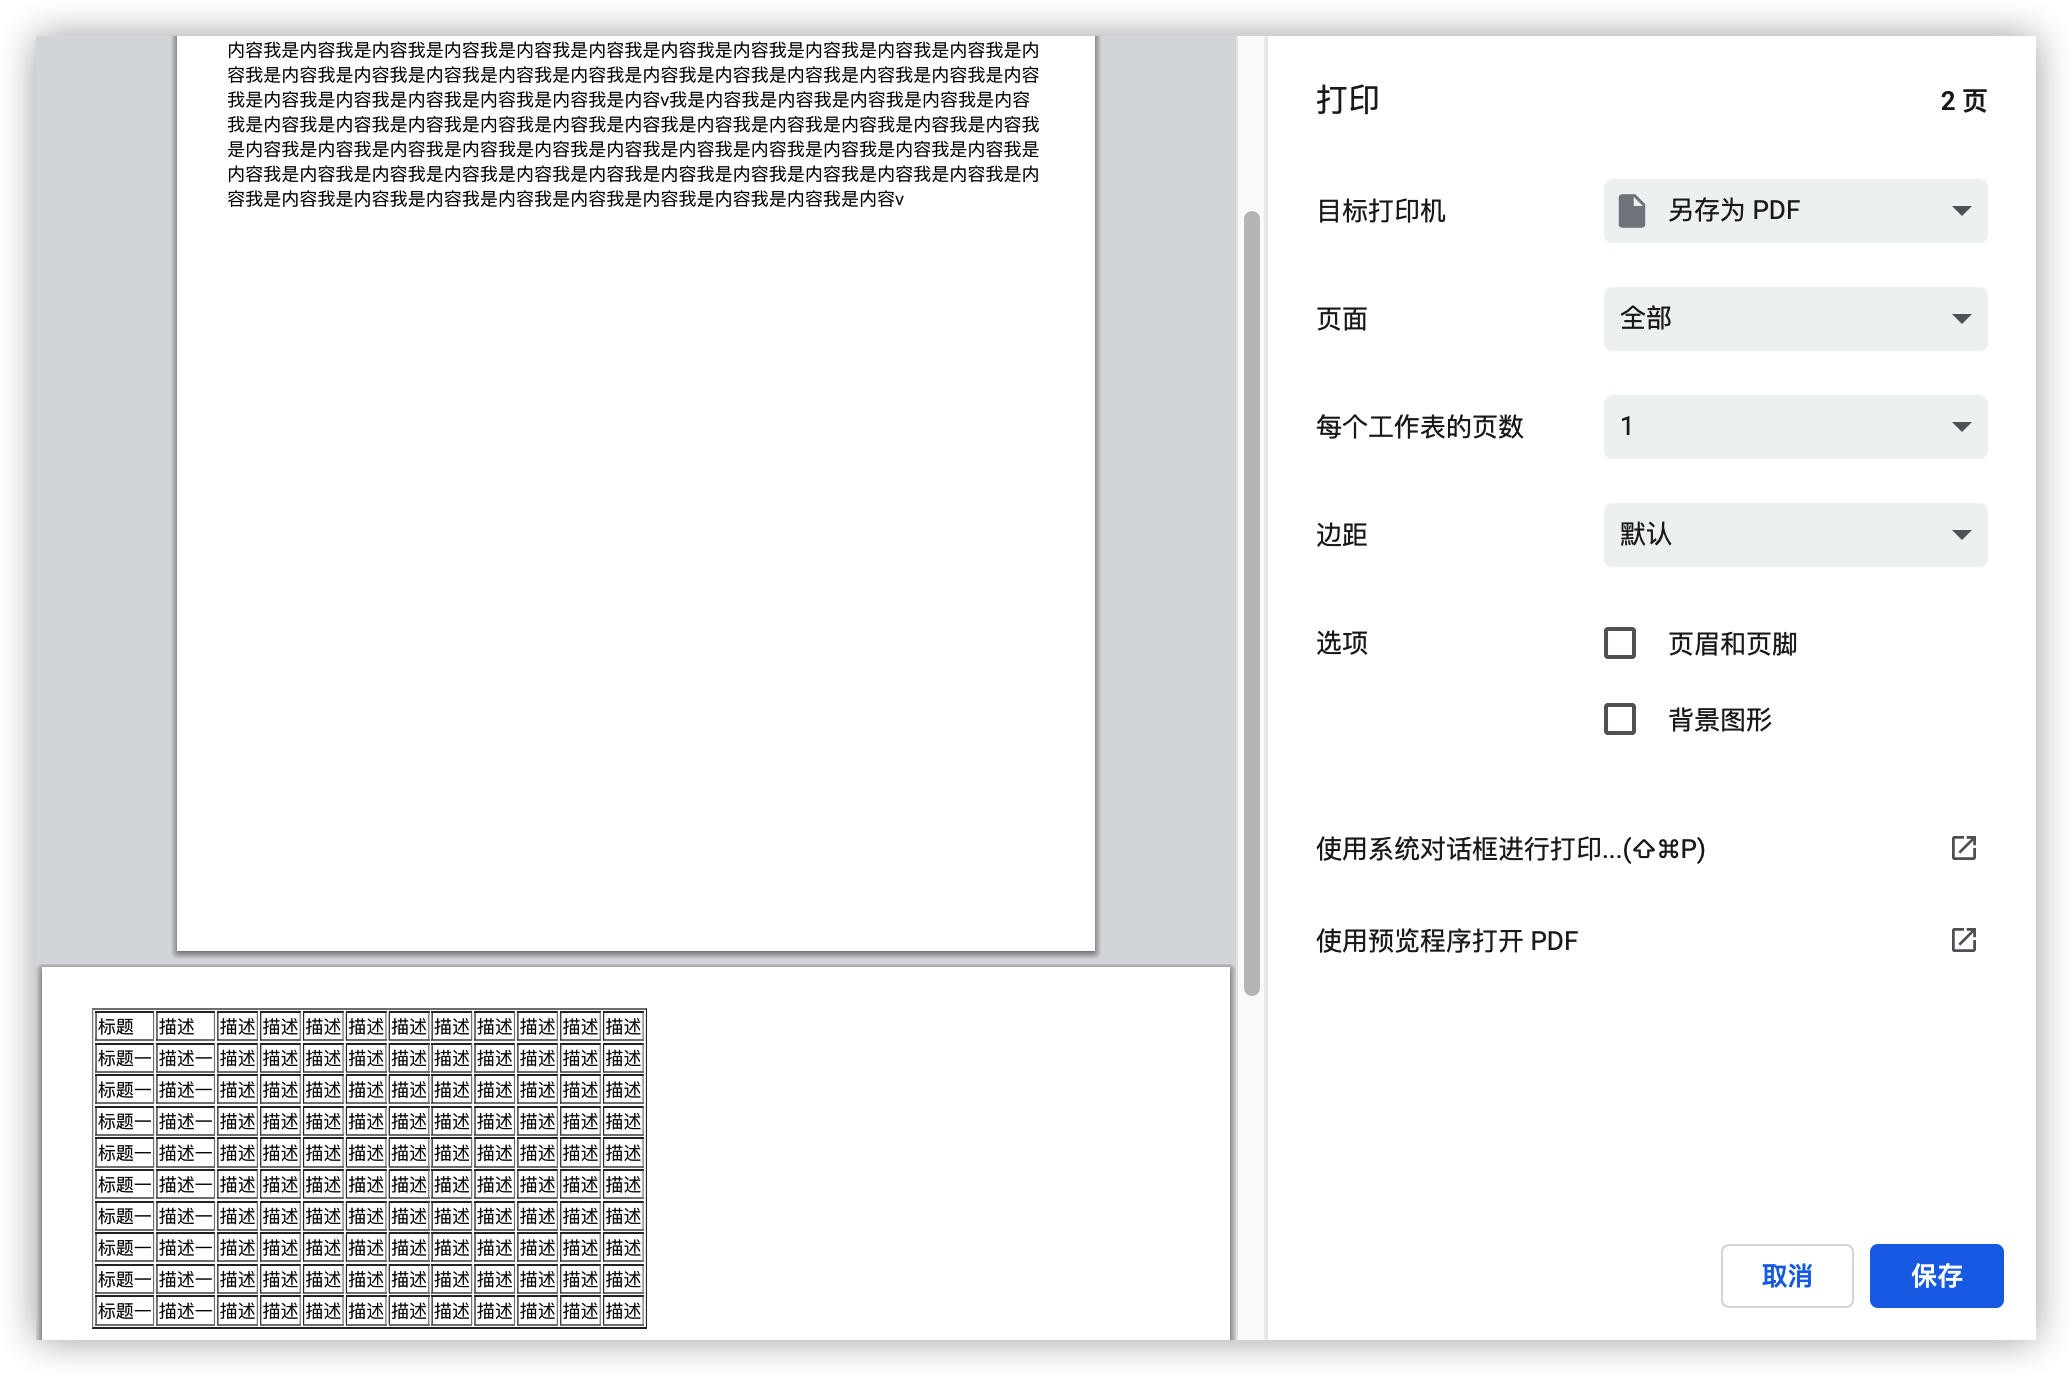 内容我是内容我是内容我是内容我是内容我是内容我是内容我是内容我是内容我是内容我是内容我是内
容我是内容我是内容我是内容我是内容我是内容我是内容我是内容我是内容我是内容我是内容我是内容
我是内容我是内容我是内容我是内容我是内容我是内容v我是内容我是内容我是内容我是内容我是内容
我是内容我是内容我是内容我是内容我是内容我是内容我是内容我是内容我是内容我是内容我是内容我
是内容我是内容我是内容我是内容我是内容我是内容我是内容我是内容我是内容我是内容我是内容我是
内容我是内容我是内容我是内容我是内容我是内容我是内容我是内容我是内容我是内容我是内容我是内
容我是内容我是内容我是内容我是内容我是内容我是内容我是内容我是内容我是内容v
标题 描述 描述 描述 描述 描述 描述 描述 描述 描述 描述 描述
标题一 描述一 描述 描述 描述 描述 描述 描述 描述 描述 描述 描述
标题一 描述一 描述 描述 描述 描述 描述 描述 描述 描述 描述 描述
标题一 描述一 描述 描述 描述 描述 描述 描述 描述 描述 描述 描述
标题一 描述一 描述 描述 描述 描述 描述 描述 描述 描述 描述 描述
标题一 描述一 描述 描述 描述 描述 描述 描述 描述 描述 描述 描述
标题一 描述一 描述 描述 描述 描述 描述 描述 描述 描述 描述 描述
标题一 描述一 描述 描述 描述 描述 描述 描述 描述 描述 描述 描述
标题一 描述一 描述 描述 描述 描述 描述 描述 描述 描述 描述 描述
标题一 描述一 描述 描述 描述 描述 描述 描述 描述 描述 描述 描述
打印 2 页
目标打印机 另存为 PDF
页面 全部
每个工作表的页数 1
边距 默认
选项 页眉和页脚
背景图形
使用系统对话框进行打印...(⇧⌘P)
使用预览程序打开 PDF
取消 保存